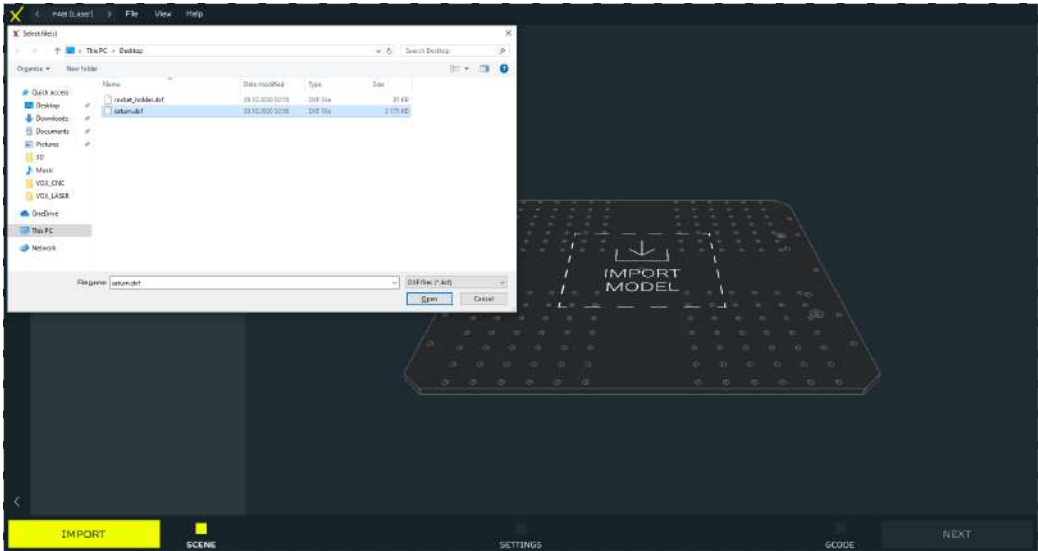 < FAB (Laser) > File View Help
Select file(s)
This PC > Desktop
Search Desktop
Organize New folder
Name Date modified Type Size
Quick access
Desktop
Downloads
Documents
Pictures
3D
Music
VOX_CNC
VOX_LASER
OneDrive
This PC
Network
rocket_holder.dxf DXF File
saturn.dxf DXF File
File name: saturn.dxf DXF files (*.dxf)
Open Cancel
IMPORT
MODEL
IMPORT
SCENE
SETTINGS
GCODE
NEXT